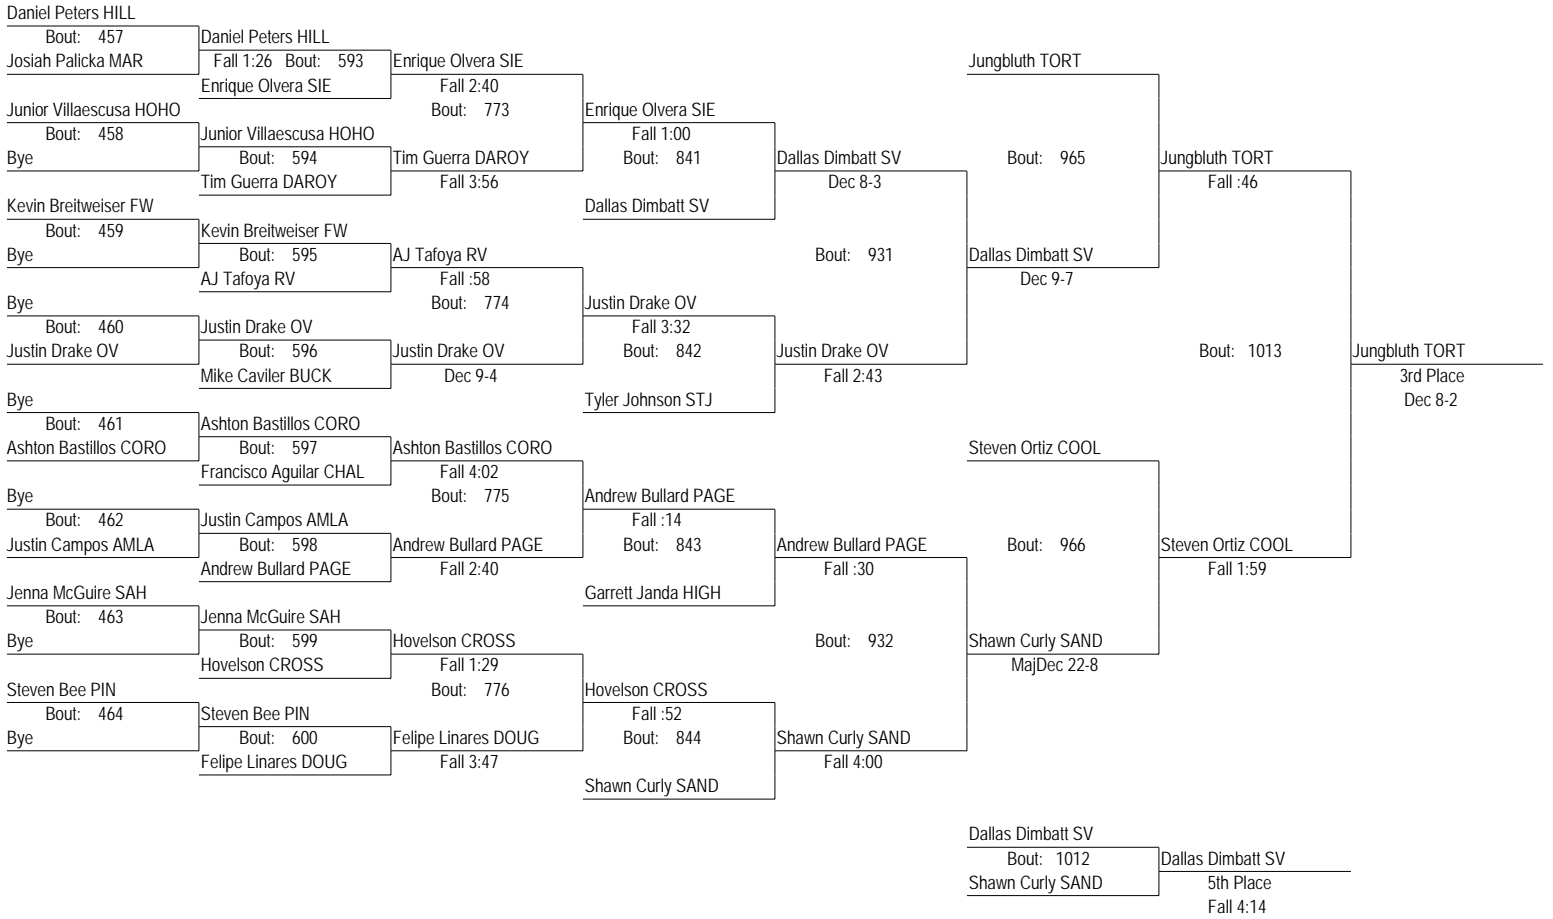 Daniel Peters HILL
Bout: 457
Josiah Palicka MAR
Junior Villaescusa HOHO
Bout: 458
Bye
Kevin Breitweiser FW
Bout: 459
Bye
Bye
Bout: 460
Justin Drake OV
Bye
Bout: 461
Ashton Bastillos CORO
Bye
Bout: 462
Justin Campos AMLA
Jenna McGuire SAH
Bout: 463
Bye
Steven Bee PIN
Bout: 464
Bye
Daniel Peters HILL
Fall 1:26 Bout: 593
Enrique Olvera SIE
Junior Villaescusa HOHO
Bout: 594
Tim Guerra DAROY
Kevin Breitweiser FW
Bout: 595
AJ Tafoya RV
Justin Drake OV
Bout: 596
Mike Caviler BUCK
Ashton Bastillos CORO
Bout: 597
Francisco Aguilar CHAL
Justin Campos AMLA
Bout: 598
Andrew Bullard PAGE
Jenna McGuire SAH
Bout: 599
Hovelson CROSS
Steven Bee PIN
Bout: 600
Felipe Linares DOUG
Enrique Olvera SIE
Fall 2:40
Bout: 773
Tim Guerra DAROY
Fall 3:56
AJ Tafoya RV
Fall :58
Bout: 774
Justin Drake OV
Dec 9-4
Ashton Bastillos CORO
Fall 4:02
Bout: 775
Andrew Bullard PAGE
Fall 2:40
Hovelson CROSS
Fall 1:29
Bout: 776
Felipe Linares DOUG
Fall 3:47
Enrique Olvera SIE
Fall 1:00
Bout: 841
Dallas Dimbatt SV
Justin Drake OV
Fall 3:32
Bout: 842
Tyler Johnson STJ
Andrew Bullard PAGE
Fall :14
Bout: 843
Garrett Janda HIGH
Hovelson CROSS
Fall :52
Bout: 844
Shawn Curly SAND
Dallas Dimbatt SV
Dec 8-3
Bout: 931
Justin Drake OV
Fall 2:43
Andrew Bullard PAGE
Fall :30
Bout: 932
Shawn Curly SAND
Fall 4:00
Jungbluth TORT
Bout: 965
Dallas Dimbatt SV
Dec 9-7
Steven Ortiz COOL
Bout: 966
Shawn Curly SAND
MajDec 22-8
Jungbluth TORT
Fall :46
Bout: 1013
Steven Ortiz COOL
Fall 1:59
Jungbluth TORT
3rd Place
Dec 8-2
Dallas Dimbatt SV
Bout: 1012
Shawn Curly SAND
Dallas Dimbatt SV
5th Place
Fall 4:14